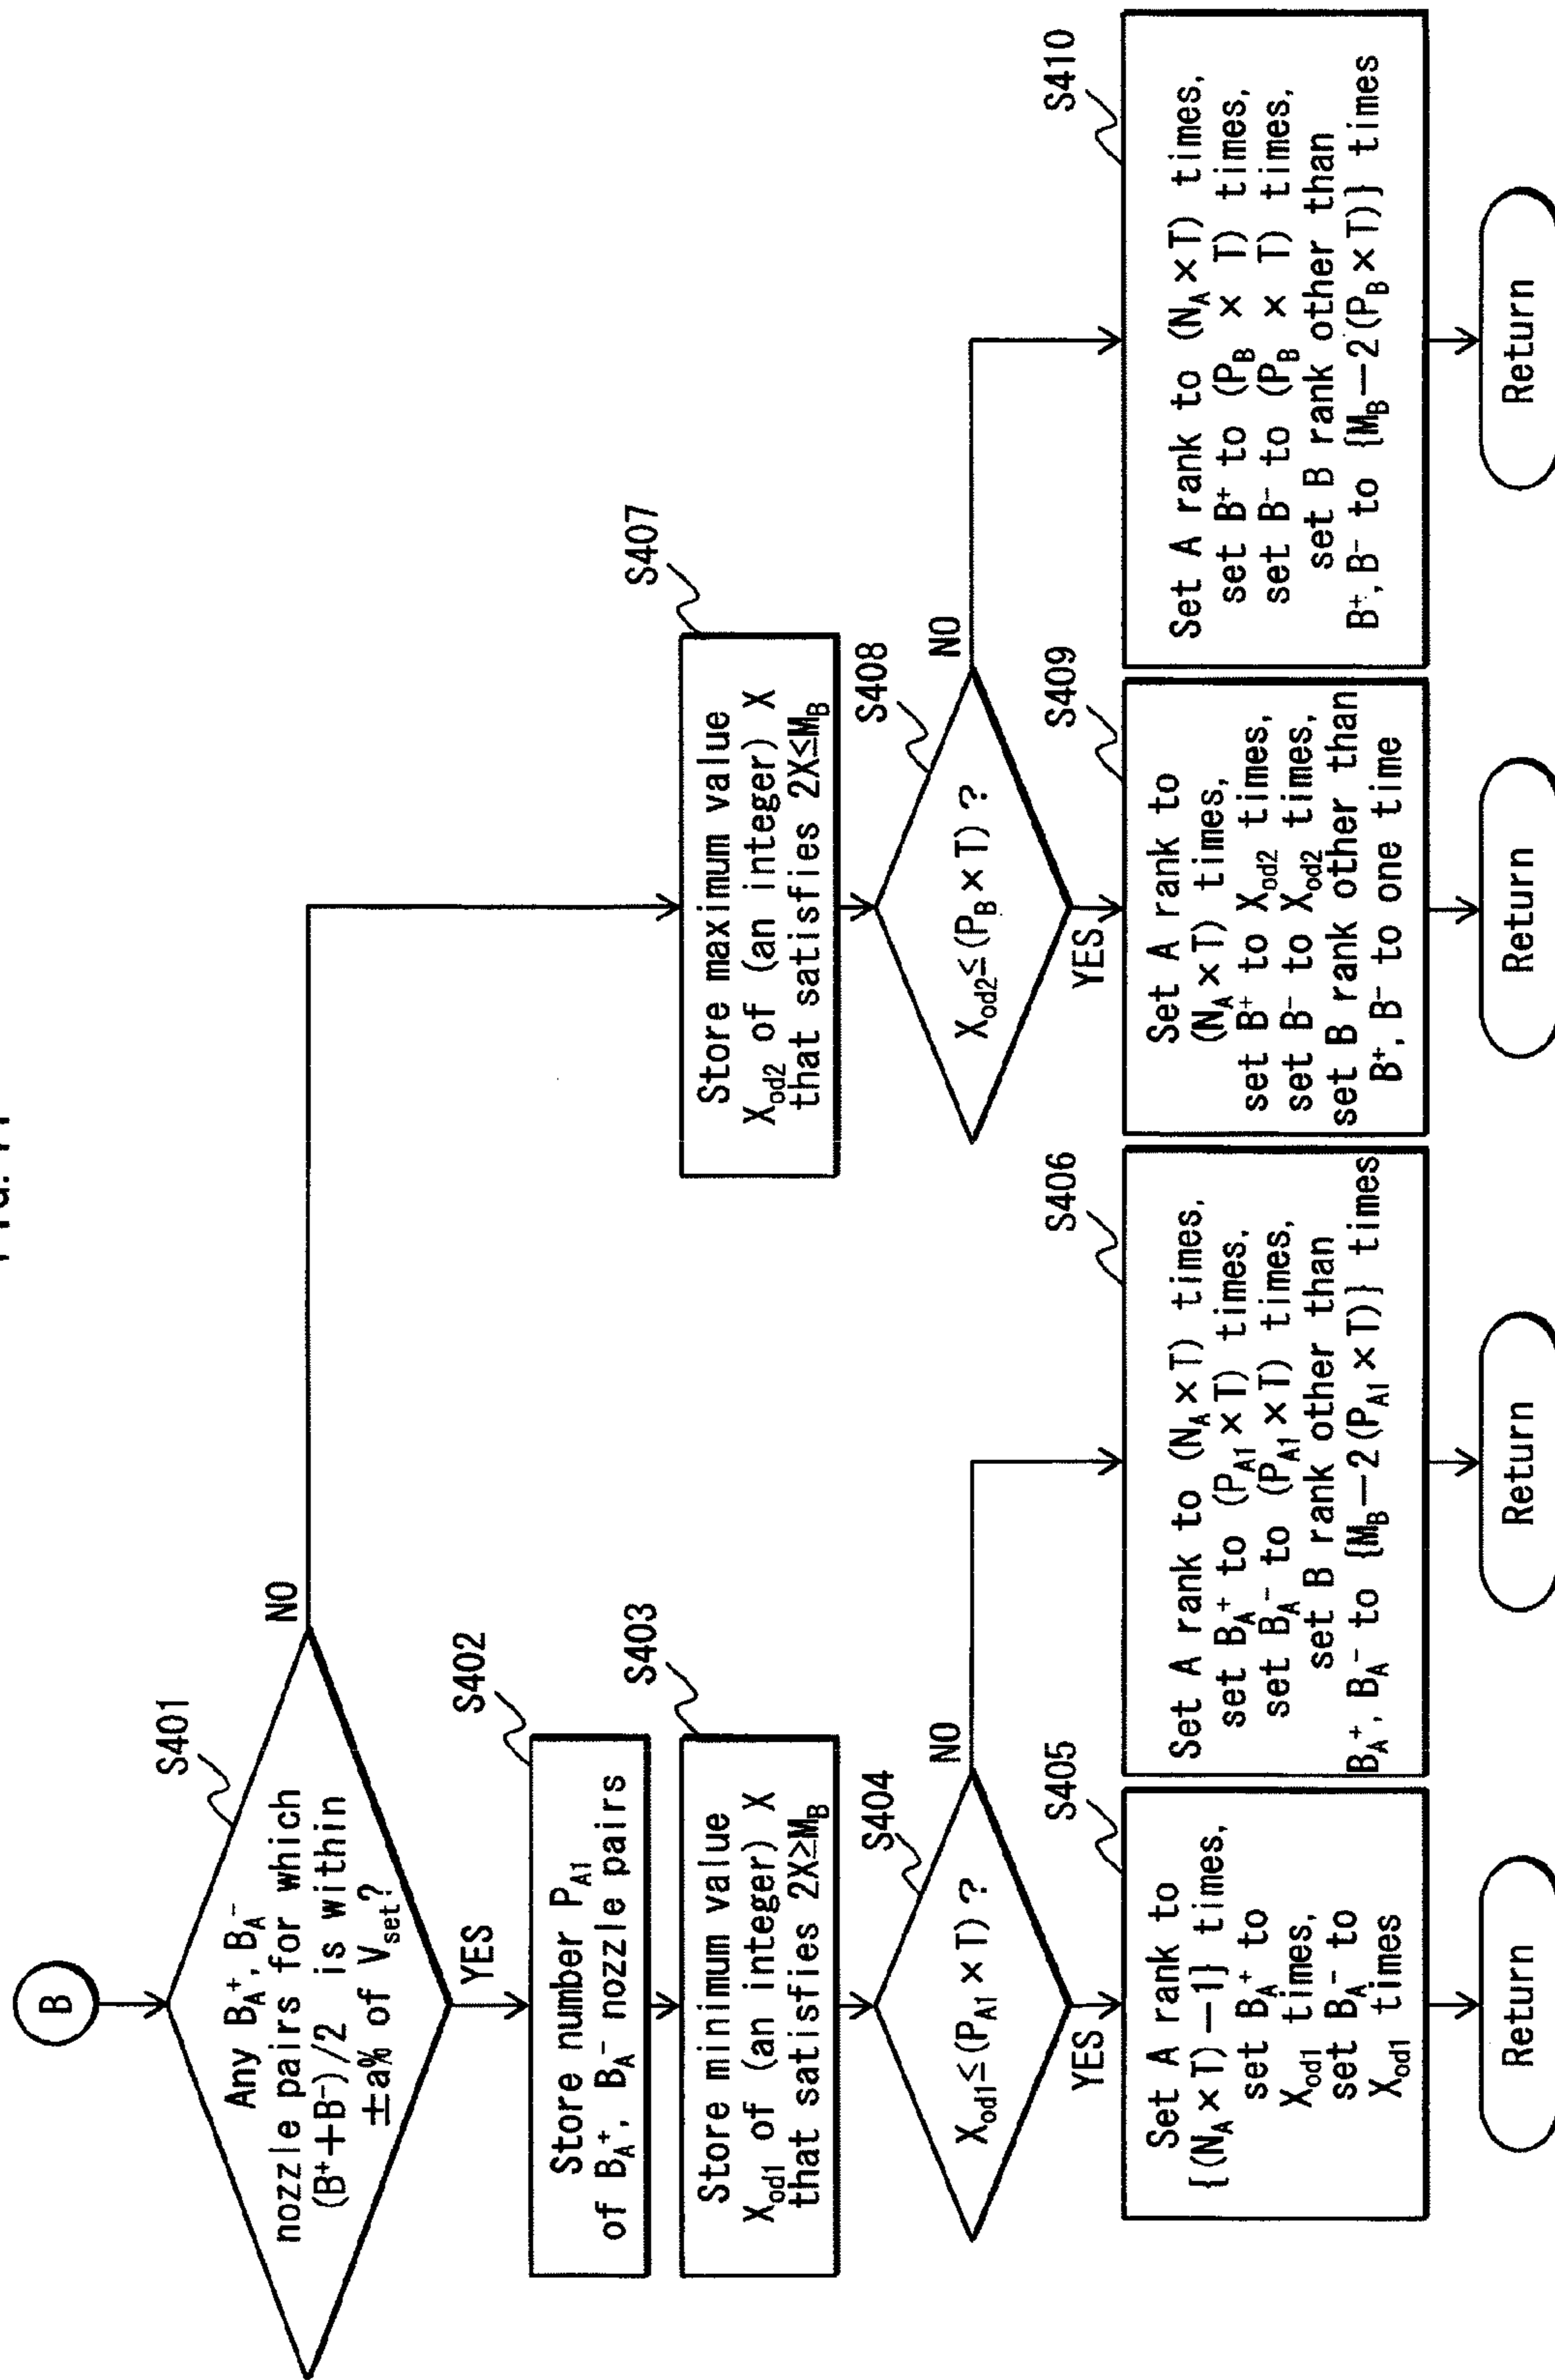 B
S401
Any B_A⁺, B_A⁻
nozzle pairs for which
(B⁺+B⁻)/2 is within
±a% of V_set?
YES
NO
S402
Store number P_A1
of B_A⁺, B_A⁻ nozzle pairs
S403
Store minimum value
X_od1 of (an integer) X
that satisfies 2X≥M_B
S404
X_od1≤(P_A1×T)?
YES
NO
S405
Set A rank to
{(N_A×T)−1} times,
set B_A⁺ to
X_od1 times,
set B_A⁻ to
X_od1 times
Return
S406
Set A rank to (N_A×T) times,
set B_A⁺ to (P_A1×T) times,
set B_A⁻ to (P_A1×T) times,
set B rank other than
B_A⁺, B_A⁻ to {M_B−2(P_A1×T)} times
Return
S407
Store maximum value
X_od2 of (an integer) X
that satisfies 2X≤M_B
S408
X_od2≤(P_B×T)?
YES
NO
S409
Set A rank to
(N_A×T) times,
set B⁺ to X_od2 times,
set B⁻ to X_od2 times,
set B rank other than
B⁺, B⁻ to one time
Return
S410
Set A rank to (N_A×T) times,
set B⁺ to (P_B × T) times,
set B⁻ to (P_B × T) times,
set B rank other than
B⁺, B⁻ to {M_B−2(P_B×T)} times
Return